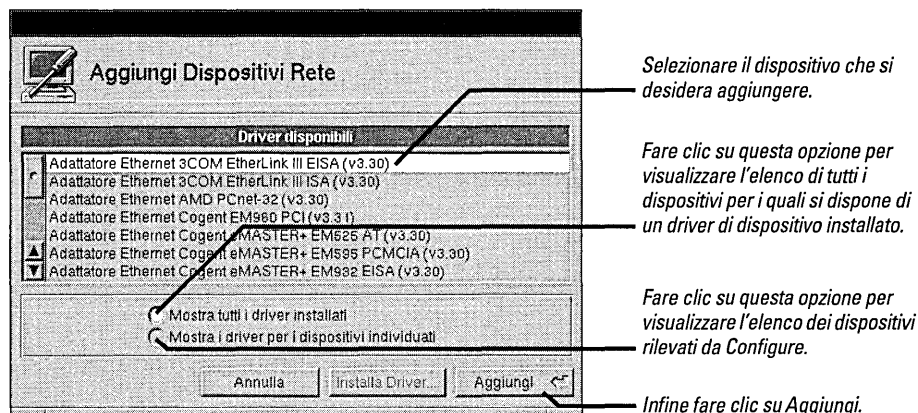 Aggiungi Dispositivi Rete
Driver disponibili
Adattatore Ethernet 3COM EtherLink III EISA (v3.30)
Adattatore Ethernet 3COM EtherLink III ISA (v3.30)
Adattatore Ethernet AMD PCnet-32 (v3.30)
Adattatore Ethernet Cogent EM960 PCI (v3.31)
Adattatore Ethernet Cogent eMASTER+ EM525 AT (v3.30)
Adattatore Ethernet Cogent eMASTER+ EM595 PCMCIA (v3.30)
Adattatore Ethernet Cogent eMASTER+ EM932 EISA (v3.30)
Mostra tutti i driver installati
Mostra i driver per i dispositivi individuati
Annulla
Installa Driver...
Aggiungi
Selezionare il dispositivo che si
desidera aggiungere.
Fare clic su questa opzione per
visualizzare l'elenco di tutti i
dispositivi per i quali si dispone di
un driver di dispositivo installato.
Fare clic su questa opzione per
visualizzare l'elenco dei dispositivi
rilevati da Configure.
Infine fare clic su Aggiungi.